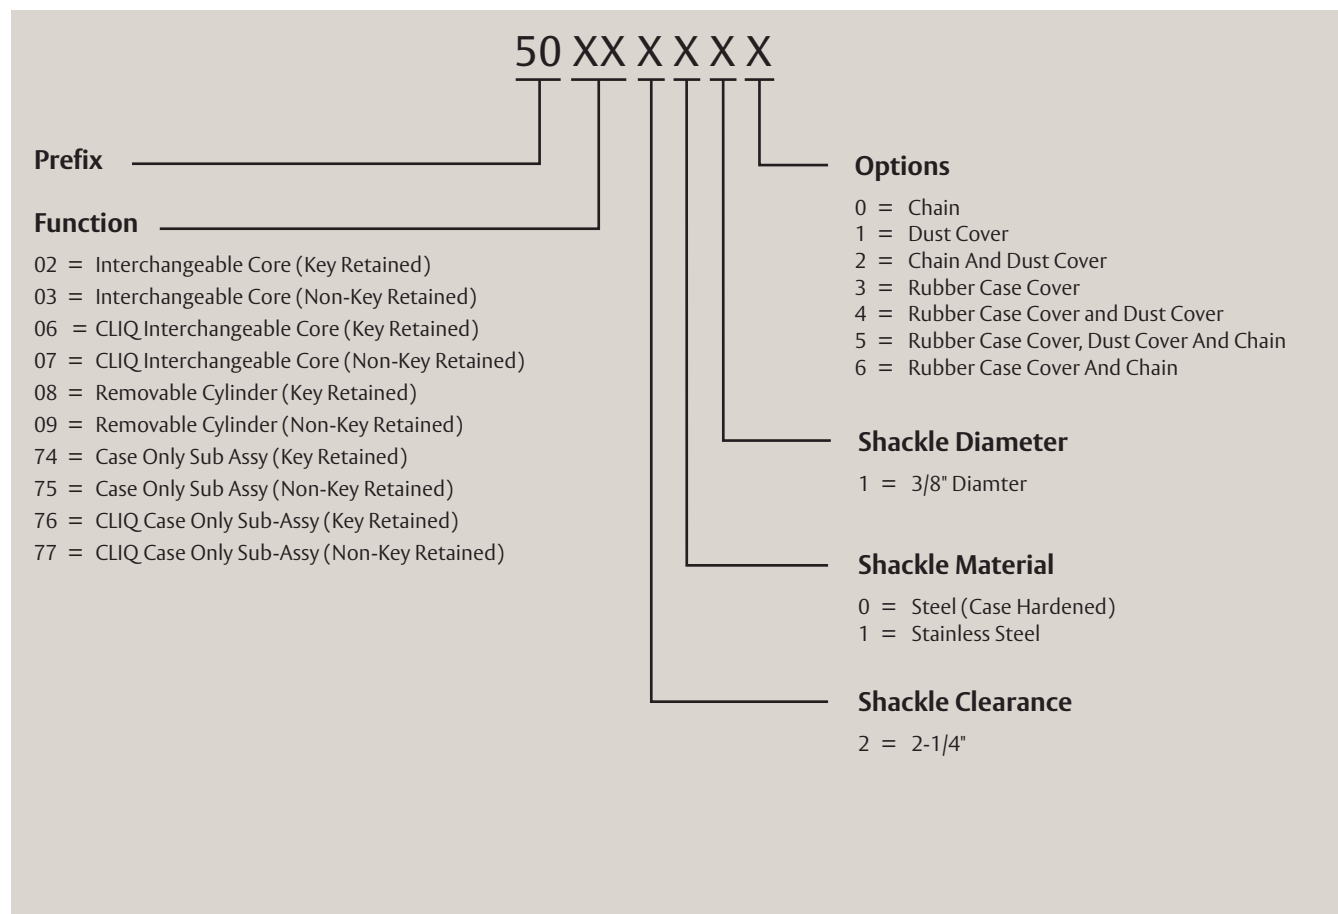 50 XX X X X X
Prefix
Function
02 = Interchangeable Core (Key Retained)
03 = Interchangeable Core (Non-Key Retained)
06 = CLIQ Interchangeable Core (Key Retained)
07 = CLIQ Interchangeable Core (Non-Key Retained)
08 = Removable Cylinder (Key Retained)
09 = Removable Cylinder (Non-Key Retained)
74 = Case Only Sub Assy (Key Retained)
75 = Case Only Sub Assy (Non-Key Retained)
76 = CLIQ Case Only Sub-Assy (Key Retained)
77 = CLIQ Case Only Sub-Assy (Non-Key Retained)
Options
0 = Chain
1 = Dust Cover
2 = Chain And Dust Cover
3 = Rubber Case Cover
4 = Rubber Case Cover and Dust Cover
5 = Rubber Case Cover, Dust Cover And Chain
6 = Rubber Case Cover And Chain
Shackle Diameter
1 = 3/8" Diamter
Shackle Material
0 = Steel (Case Hardened)
1 = Stainless Steel
Shackle Clearance
2 = 2-1/4"